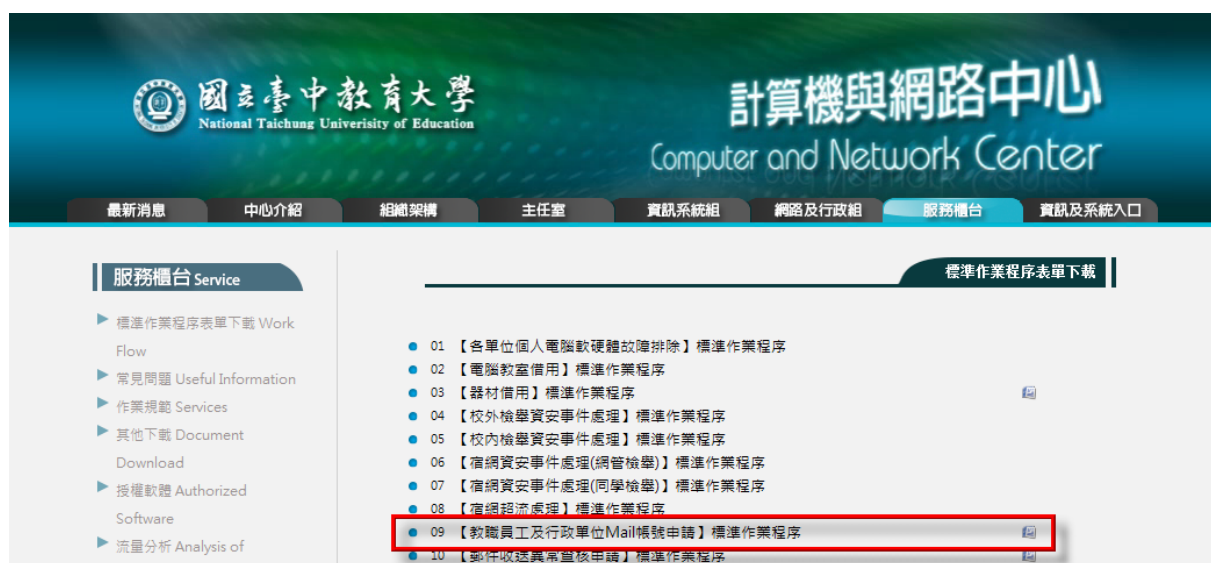 國立臺中教育大學
National Taichung Univerisity of Education
計算機與網路中心
Computer and Network Center
最新消息
中心介紹
組織架構
主任室
資訊系統組
網路及行政組
服務櫃台
資訊及系統入口
服務櫃台 Service
標準作業程序表單下載 Work
Flow
常見問題 Useful Information
作業規範 Services
其他下載 Document
Download
授權軟體 Authorized
Software
流量分析 Analysis of
標準作業程序表單下載
01 【各單位個人電腦軟硬體故障排除】標準作業程序
02 【電腦教室借用】標準作業程序
03 【器材借用】標準作業程序
04 【校外檢舉資安事件處理】標準作業程序
05 【校內檢舉資安事件處理】標準作業程序
06 【宿網資安事件處理(網管檢舉)】標準作業程序
07 【宿網資安事件處理(同學檢舉)】標準作業程序
08 【宿網超流處理】標準作業程序
09 【教職員工及行政單位Mail帳號申請】標準作業程序
10 【郵件收送異常查核申請】標準作業程序